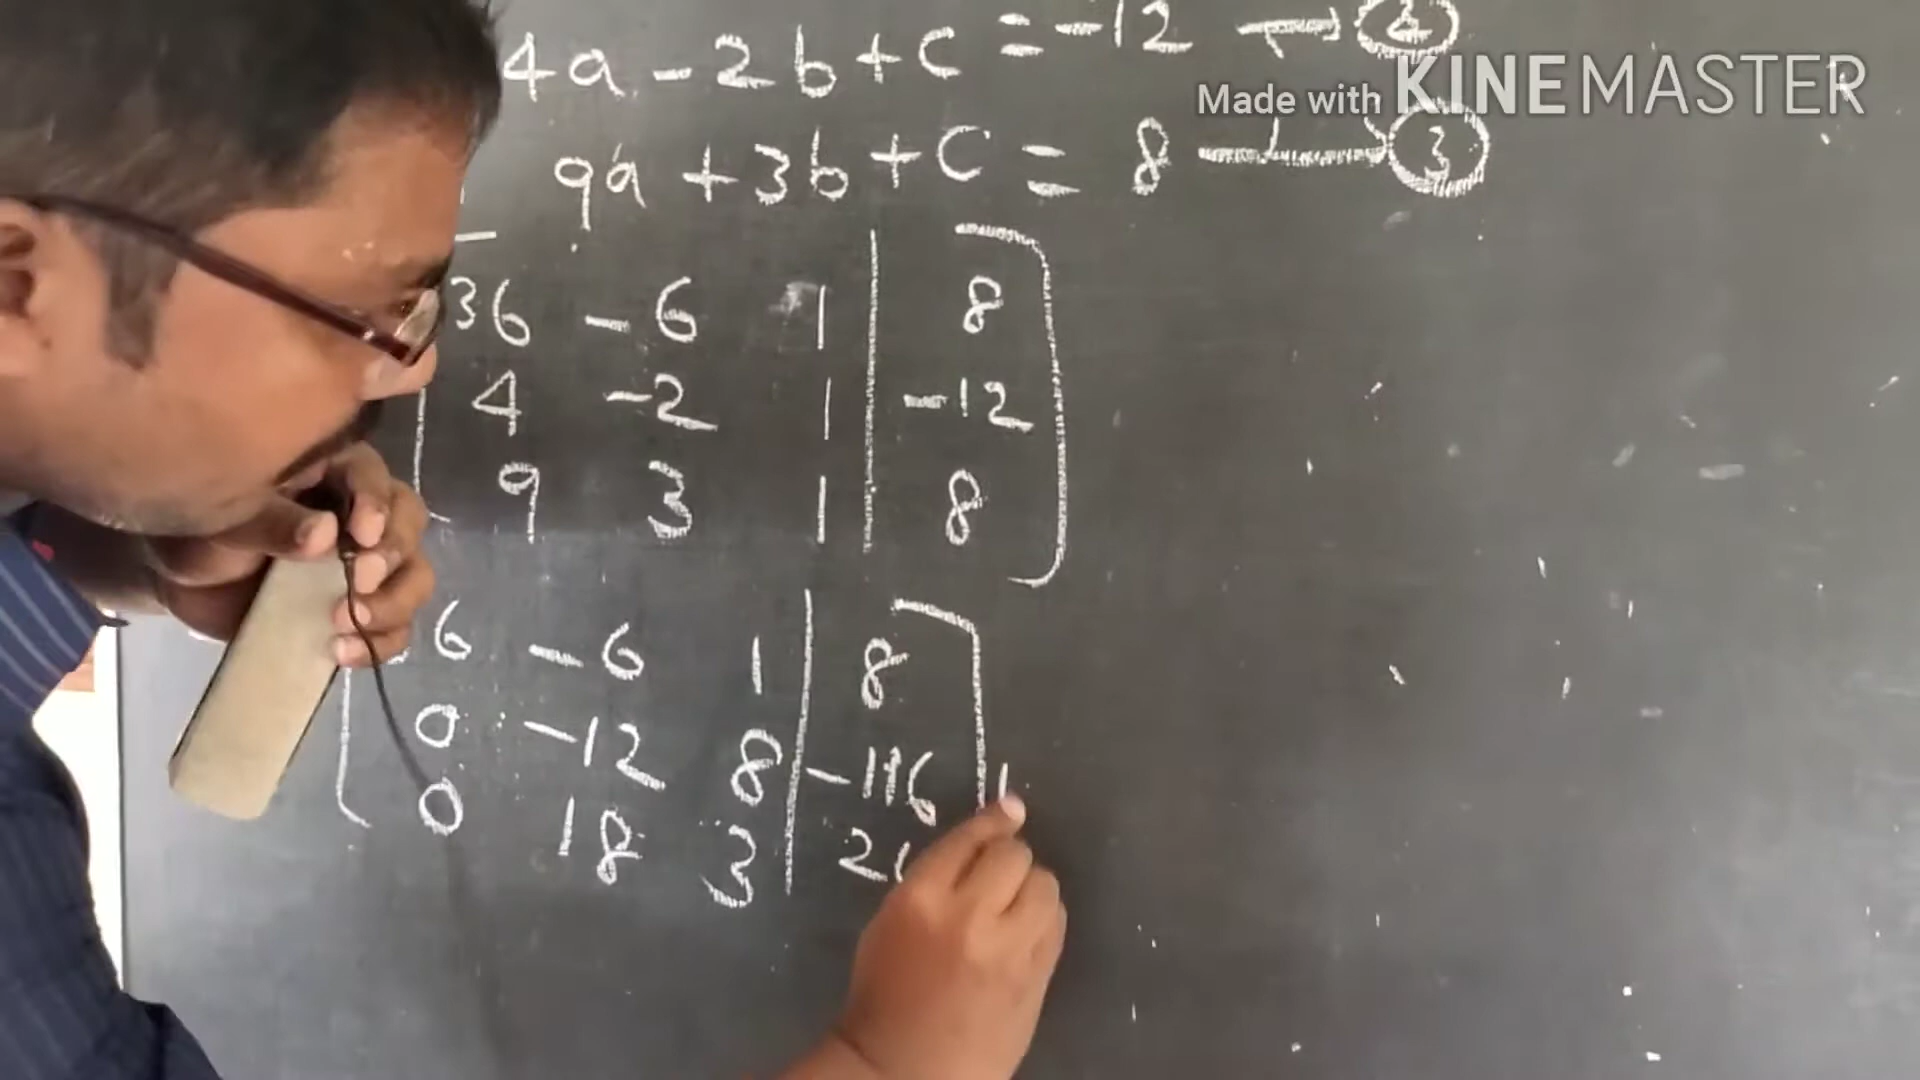 4a - 2b + C = -12 → 2
Made with KINEMASTER
9a + 3b + C = 8 → 3
36 -6 1 | 8
4 -2 1 | -12
9 3 1 | 8
6 -6 1 | 8
0 -12 8 | -116
0 18 3 | 2